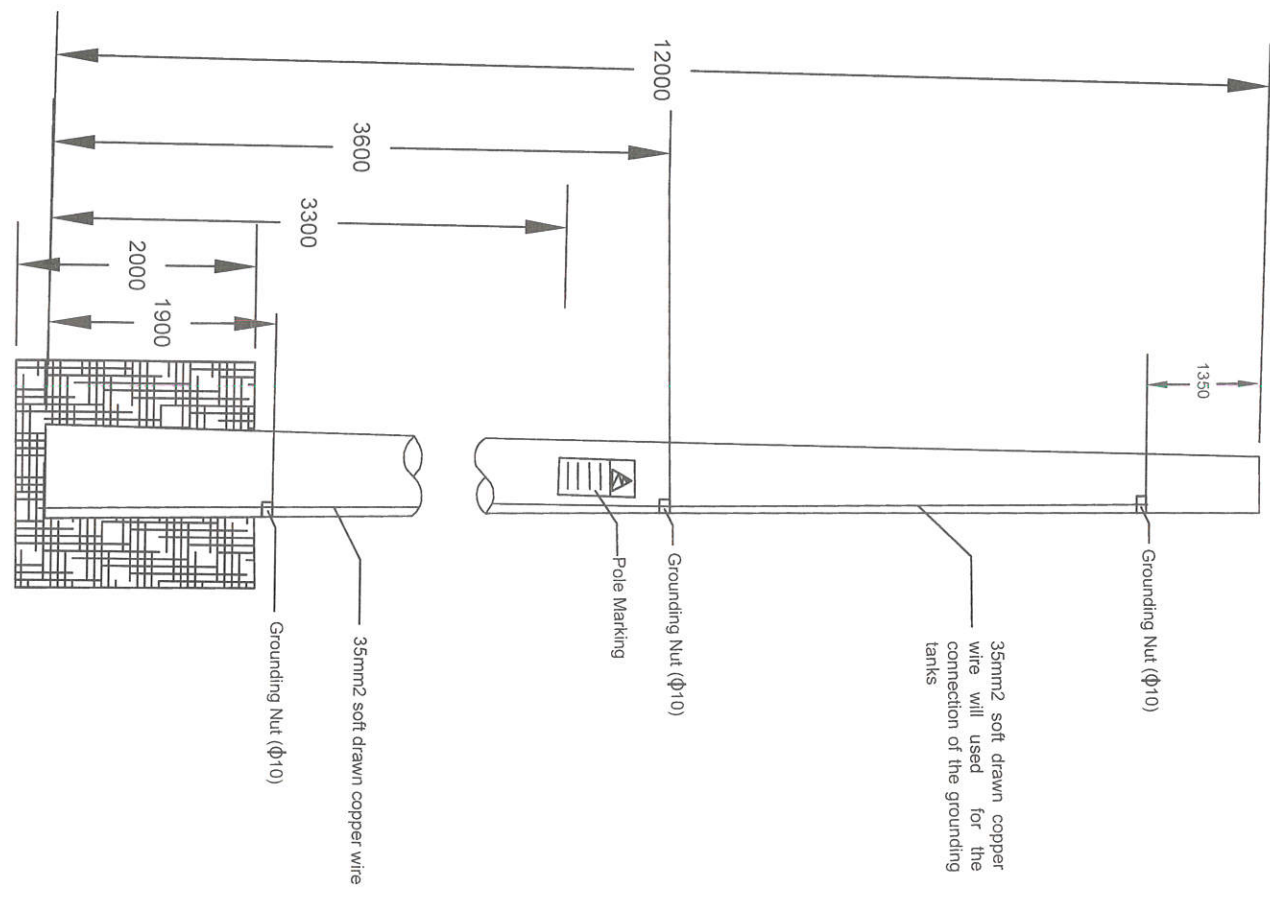 12000
3600
3300
2000
1900
1350
Grounding Nut (Φ10)
35mm2 soft drawn copper
wire will used for the
connection of the grounding
tanks
Grounding Nut (Φ10)
Pole Marking
35mm2 soft drawn copper wire
Grounding Nut (Φ10)